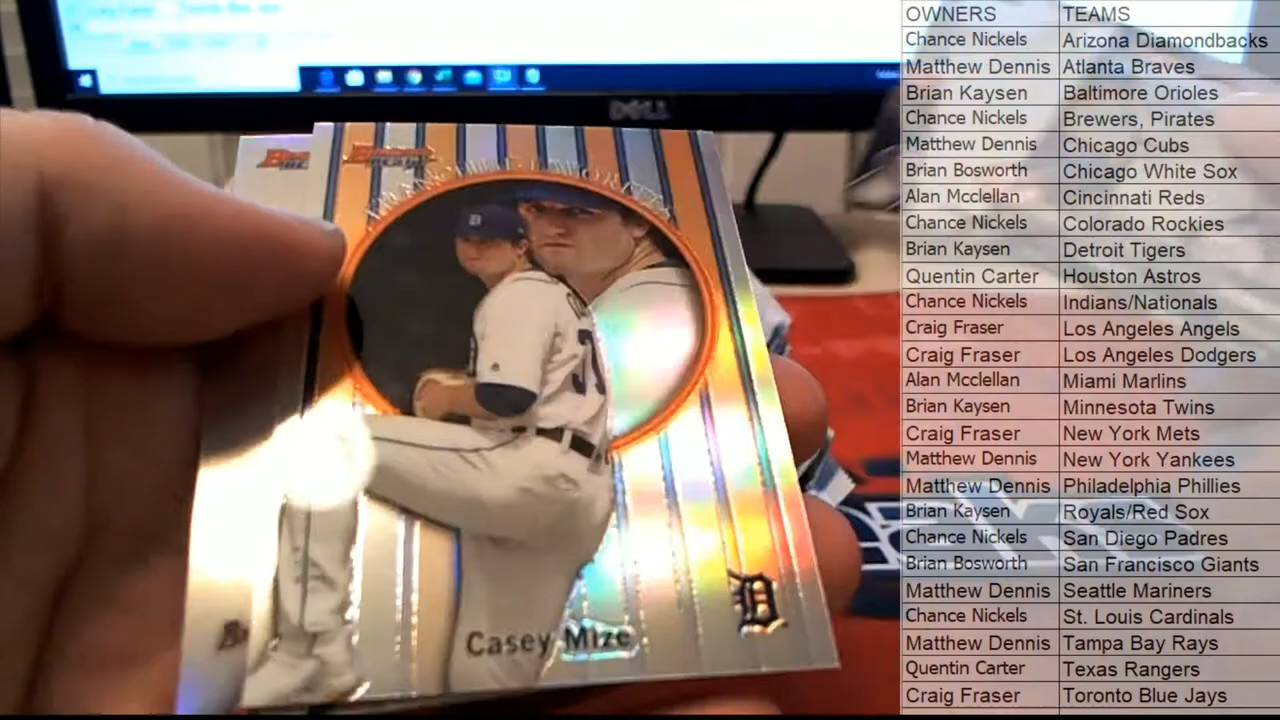 DELL
Bowman
Casey Mize
OWNERS TEAMS
Chance Nickels Arizona Diamondbacks
Matthew Dennis Atlanta Braves
Brian Kaysen Baltimore Orioles
Chance Nickels Brewers, Pirates
Matthew Dennis Chicago Cubs
Brian Bosworth Chicago White Sox
Alan Mcclellan Cincinnati Reds
Chance Nickels Colorado Rockies
Brian Kaysen Detroit Tigers
Quentin Carter Houston Astros
Chance Nickels Indians/Nationals
Craig Fraser Los Angeles Angels
Craig Fraser Los Angeles Dodgers
Alan Mcclellan Miami Marlins
Brian Kaysen Minnesota Twins
Craig Fraser New York Mets
Matthew Dennis New York Yankees
Matthew Dennis Philadelphia Phillies
Brian Kaysen Royals/Red Sox
Chance Nickels San Diego Padres
Brian Bosworth San Francisco Giants
Matthew Dennis Seattle Mariners
Chance Nickels St. Louis Cardinals
Matthew Dennis Tampa Bay Rays
Quentin Carter Texas Rangers
Craig Fraser Toronto Blue Jays